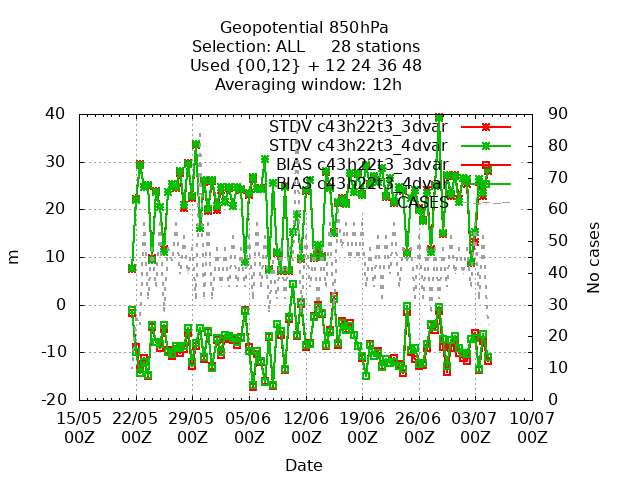 Geopotential 850hPa
Selection: ALL 28 stations
Used {00,12} + 12 24 36 48
Averaging window: 12h
40 90
STDV c43h22t3_3dvar
80
STDV c43h22t3_4dvar
30
BIAS c43h22t3_3dvar
70
BIAS c43h22t3_4dvar
20 60
CASES
50
10 40
m
No cases
0 30
20
-10
10
-20 0
15/05 22/05 29/05 05/06 12/06 19/06 26/06 03/07 10/07
00Z 00Z 00Z 00Z 00Z 00Z 00Z 00Z 00Z
Date